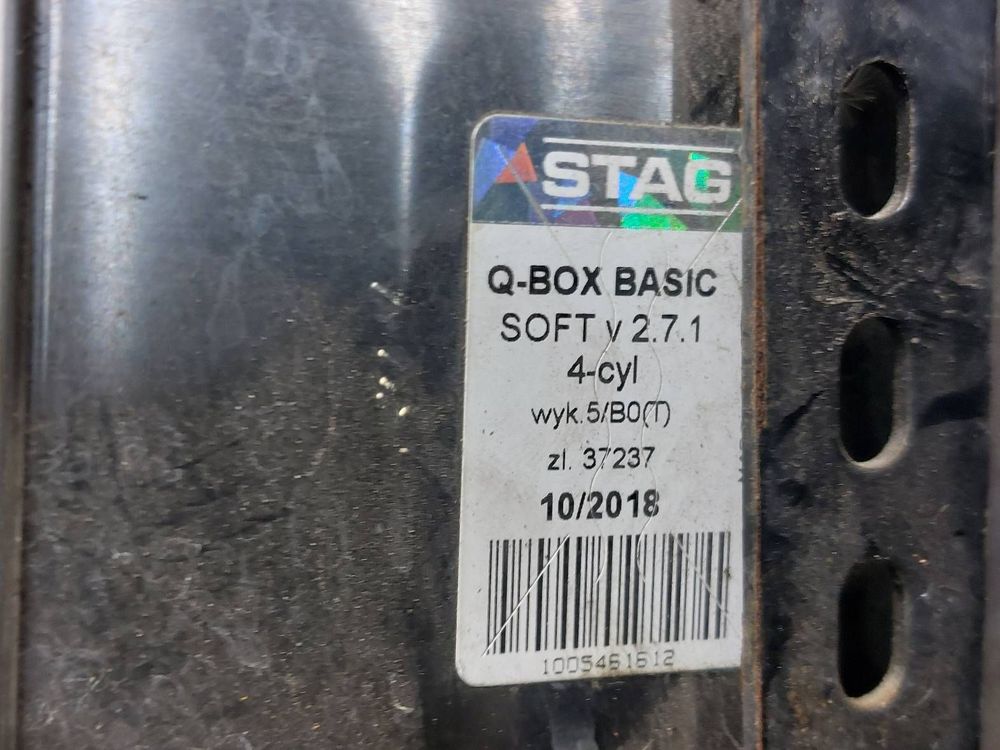 STAG
Q-BOX BASIC
SOFT v 2.7.1
4-cyl
wyk.5/B0(T)
zl. 37237
10/2018
1005461612